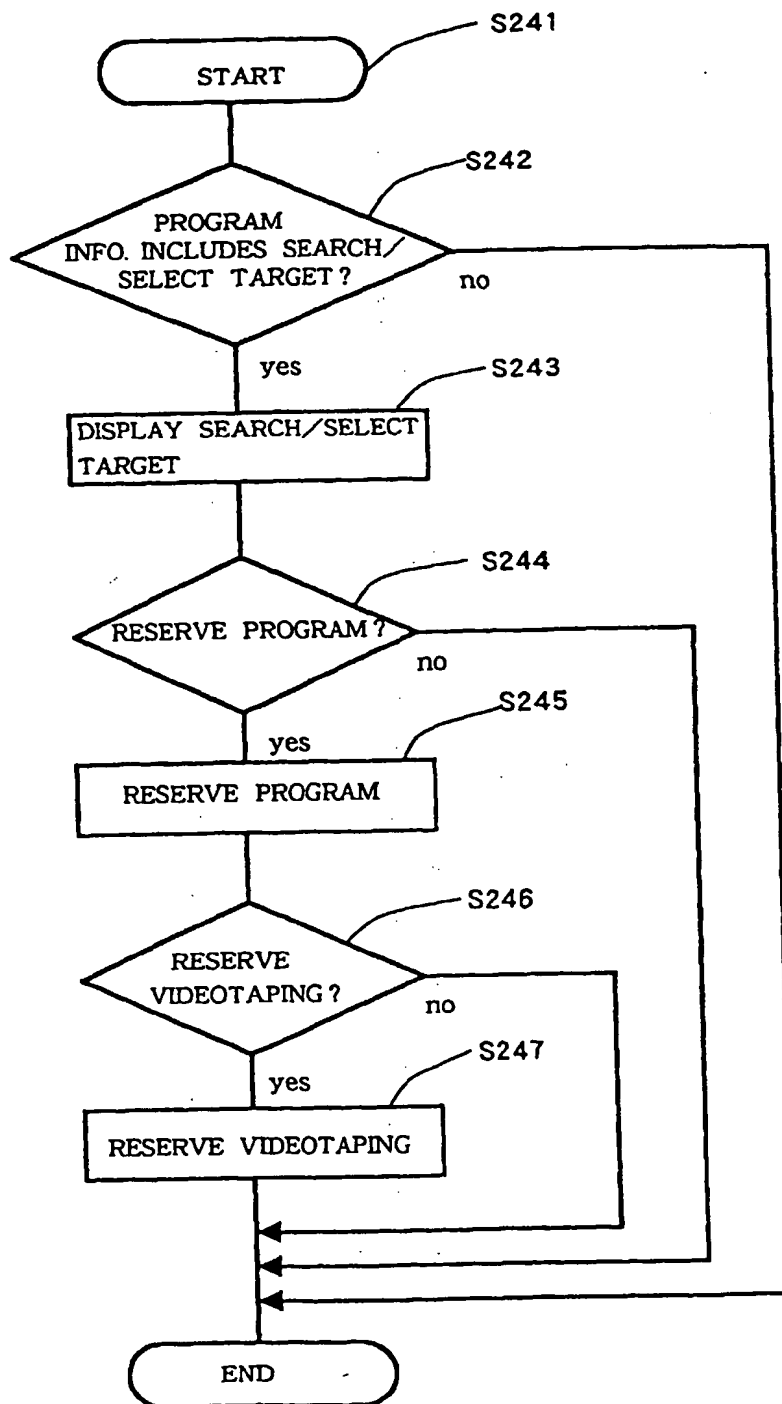 S241
START
S242
PROGRAM
INFO. INCLUDES SEARCH/
SELECT TARGET?
no
yes
S243
DISPLAY SEARCH/SELECT
TARGET
S244
RESERVE PROGRAM?
no
S245
yes
RESERVE PROGRAM
S246
RESERVE
VIDEOTAPING?
no
S247
yes
RESERVE VIDEOTAPING
END